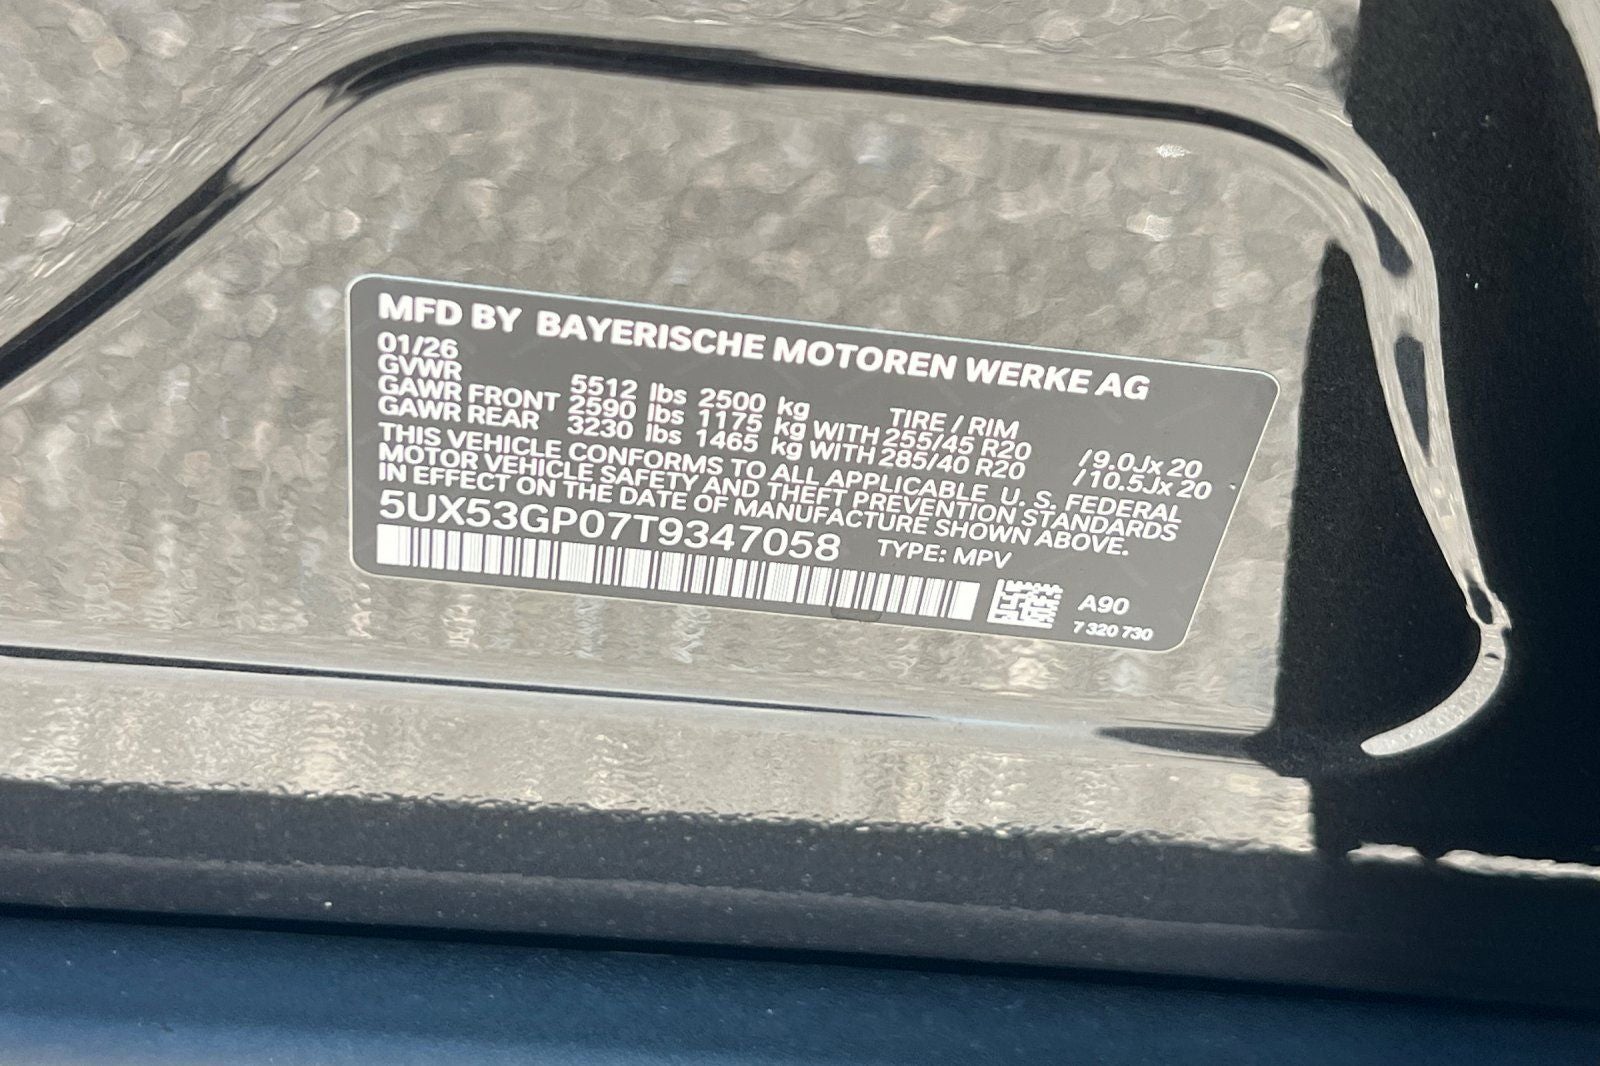 MFD BY BAYERISCHE MOTOREN WERKE AG
01/26
GVWR 5512 lbs 2500 kg TIRE / RIM
GAWR FRONT 2590 lbs 1175 kg WITH 255/45 R20 /9.0Jx 20
GAWR REAR 3230 lbs 1465 kg WITH 285/40 R20 /10.5Jx 20
THIS VEHICLE CONFORMS TO ALL APPLICABLE U. S. FEDERAL
MOTOR VEHICLE SAFETY AND THEFT PREVENTION STANDARDS
IN EFFECT ON THE DATE OF MANUFACTURE SHOWN ABOVE.
5UX53GP07T9347058 TYPE: MPV
A90
7 320 730